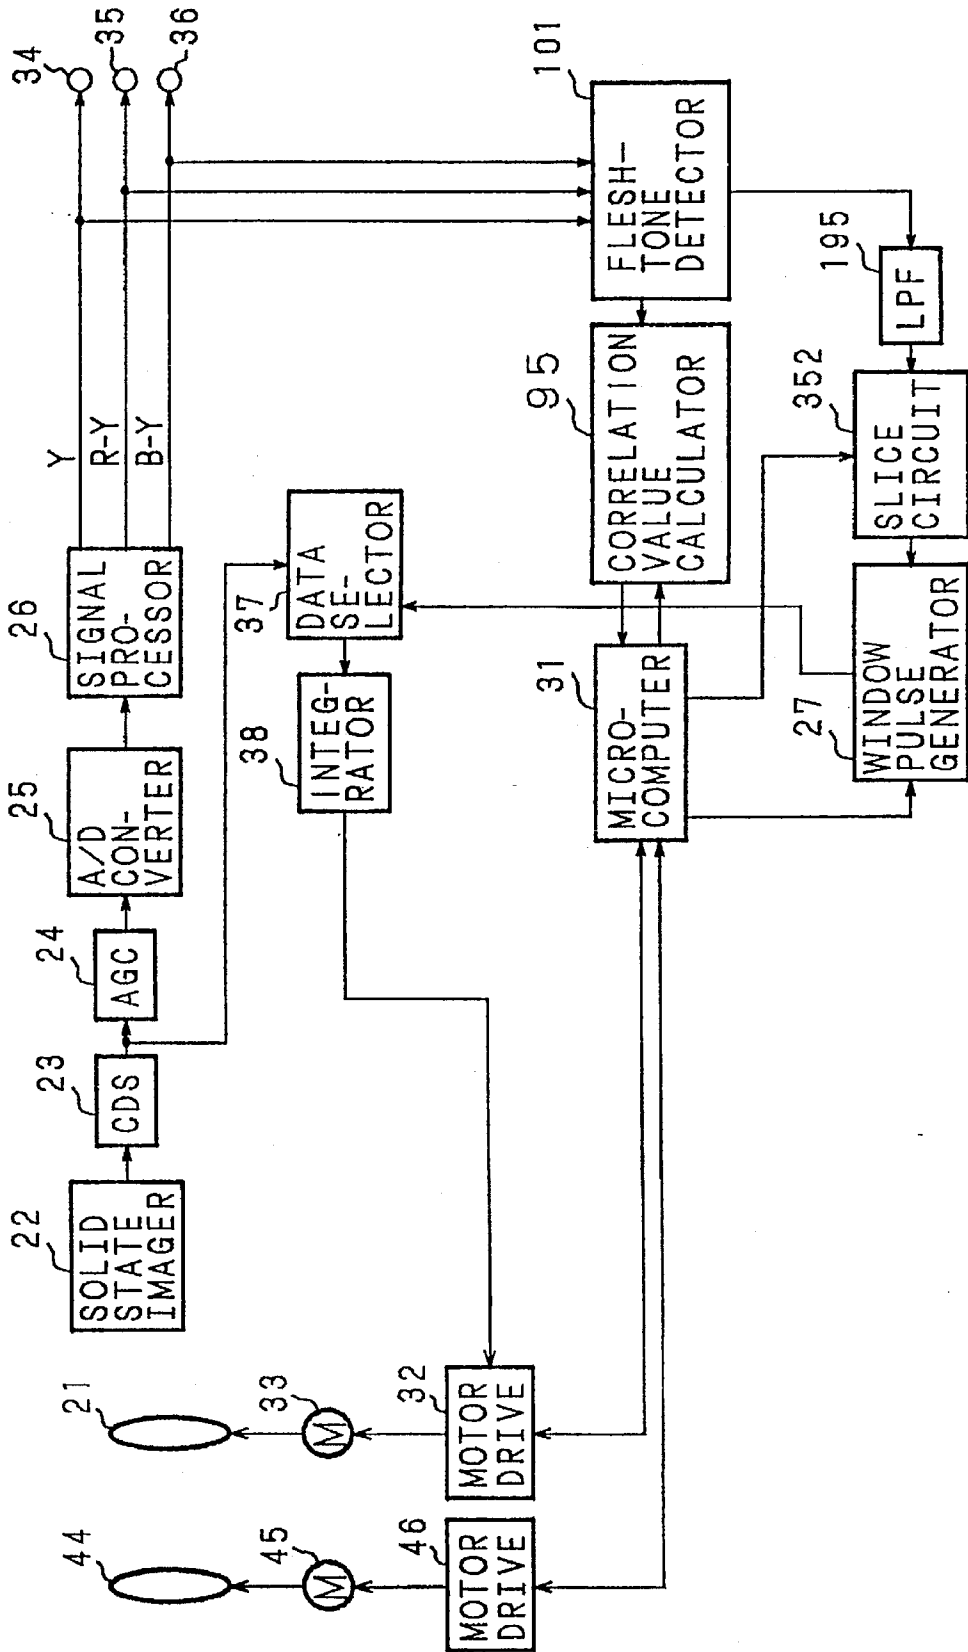 44
21
22
SOLID
STATE
IMAGER
23
CDS
24
AGC
25
A/D
CON-
VERTER
26
SIGNAL
PRO-
CESSOR
Y
R-Y
B-Y
34
35
36
45
M
33
M
38
INTEG-
RATOR
37
DATA
SE-
LECTOR
46
MOTOR
DRIVE
32
MOTOR
DRIVE
31
MICRO-
COMPUTER
95
CORRELATION
VALUE
CALCULATOR
101
FLESH-
TONE
DETECTOR
27
WINDOW
PULSE
GENERATOR
352
SLICE
CIRCUIT
195
LPF